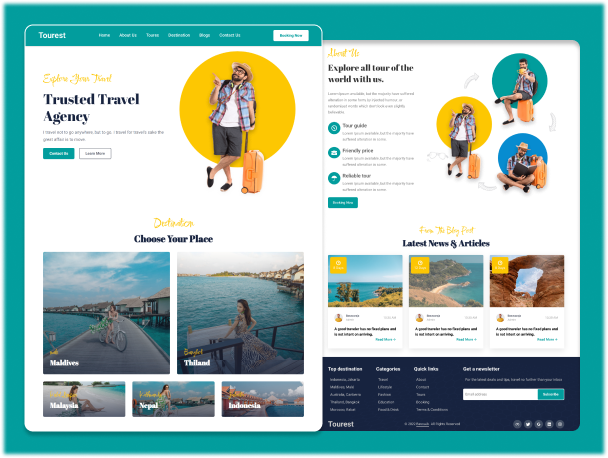 Tourest
Home About Us Toures Destination Blogs Contact Us
Booking Now
Explore Your Travel
Trusted Travel
Agency
I travel not to go anywhere, but to go. I travel for travel's sake the
great affair is to move.
Contact Us
Learn More
Destination
Choose Your Place
Maldives
Bangkok
Thailand
Malaysia
Nepal
Indonesia
About Us
Explore all tour of the
world with us.
Lorem Ipsum available, but the majority have suffered
alteration in some form, by injected humour, or
randomised words which don't look even slightly
believable.
Tour guide
Lorem Ipsum available, but the majority have
suffered alteration in some.
Friendly price
Lorem Ipsum available, but the majority have
suffered alteration in some.
Reliable tour
Lorem Ipsum available, but the majority have
suffered alteration in some.
Booking Now
From The Blog Post
Latest News & Articles
A good traveler has no fixed plans and
is not intent on arriving.
Read More
A good traveler has no fixed plans and
is not intent on arriving.
Read More
A good traveler has no fixed plans and
is not intent on arriving.
Read More
Top destination
Indonesia, Jakarta
Maldives, Malé
Australia, Canberra
Thailand, Bangkok
Morocco, Rabat
Categories
Travel
Lifestyle
Fashion
Education
Food & Drink
Quick links
About
Contact
Tours
Booking
Terms & Conditions
Get a newsletter
For the latest deals and tips, travel no further than your inbox
Email address
Subscribe
Tourest
All Rights Reserved